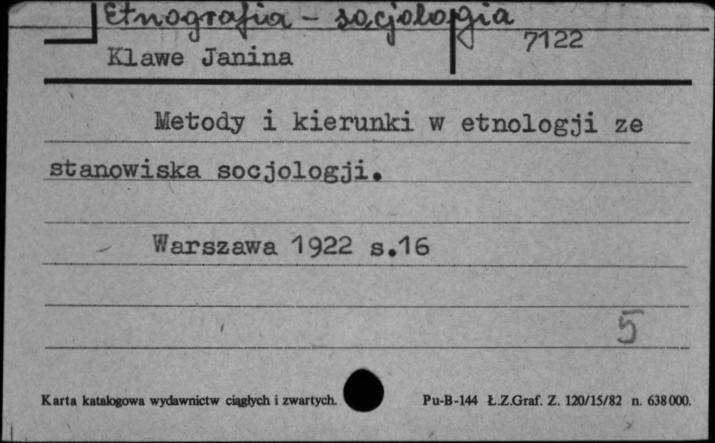 Etnografia - socjologia
7122
Klawe Janina
Metody i kierunki w etnologji ze
stanowiska socjologji.
Warszawa 1922 s.16
5
Karta katalogowa wydawnictw ciągłych i zwartych.
Pu-B-144 Ł.Z.Graf. Z. 120/15/82 n. 638000.